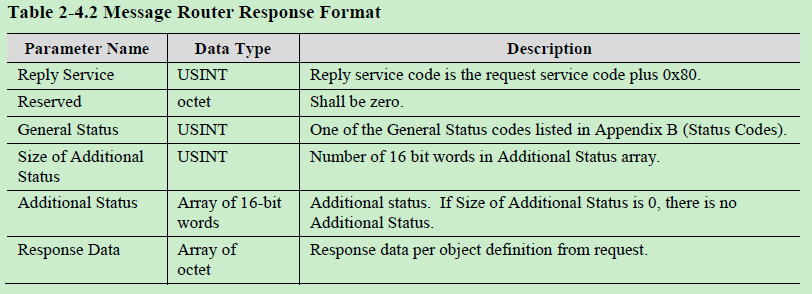 Table 2-4.2 Message Router Response Format
Parameter Name Data Type Description
Reply Service USINT Reply service code is the request service code plus 0x80.
Reserved octet Shall be zero.
General Status USINT One of the General Status codes listed in Appendix B (Status Codes).
Size of Additional USINT Number of 16 bit words in Additional Status array.
Status
Additional Status Array of 16-bit Additional status. If Size of Additional Status is 0, there is no
words Additional Status.
Response Data Array of Response data per object definition from request.
octet